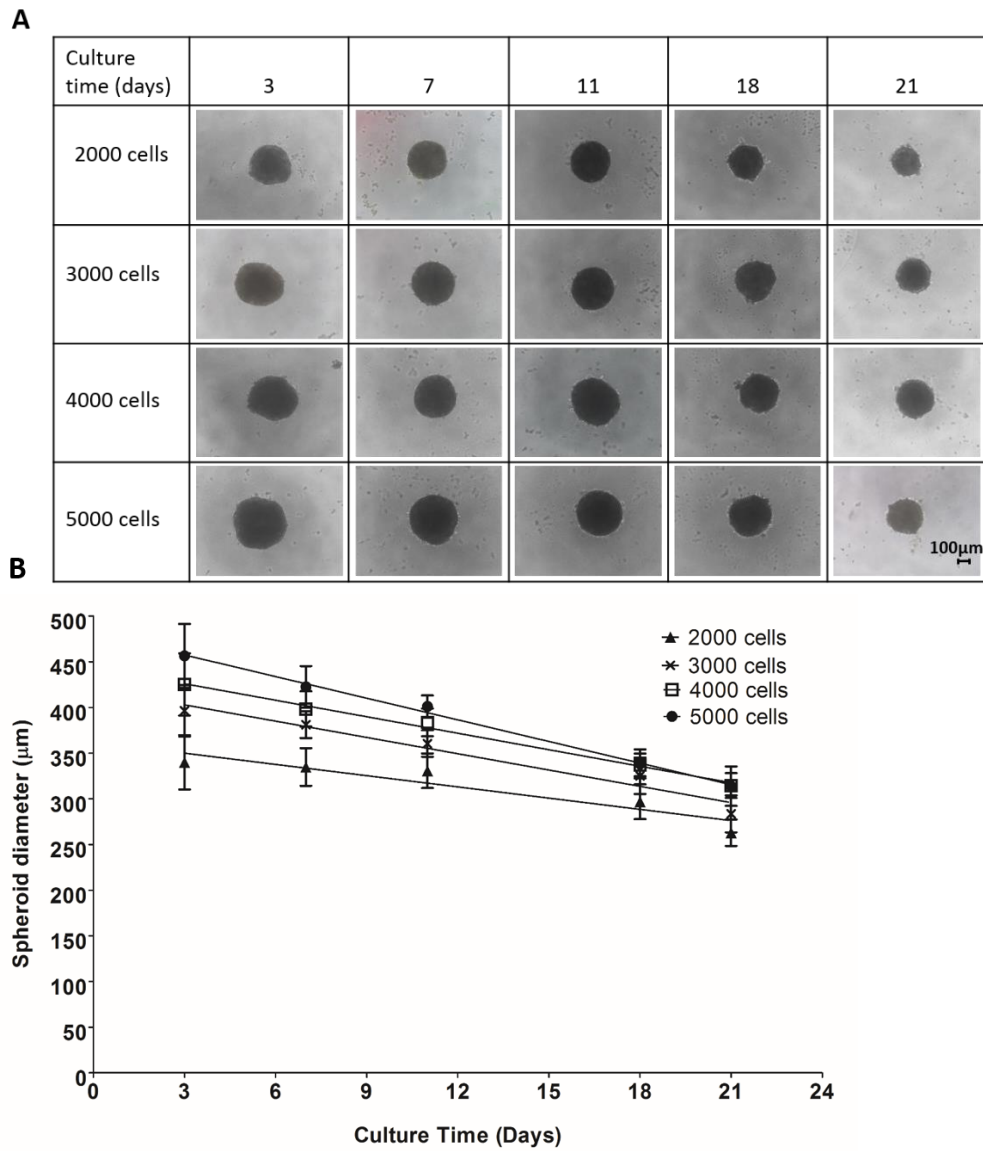 A
Culture
time (days)
3 7 11 18 21
2000 cells
3000 cells
4000 cells
5000 cells
100μm
B
500
450
400
350
300
250
200
150
100
50
0
Spheroid diameter (μm)
2000 cells
3000 cells
4000 cells
5000 cells
0 3 6 9 12 15 18 21 24
Culture Time (Days)